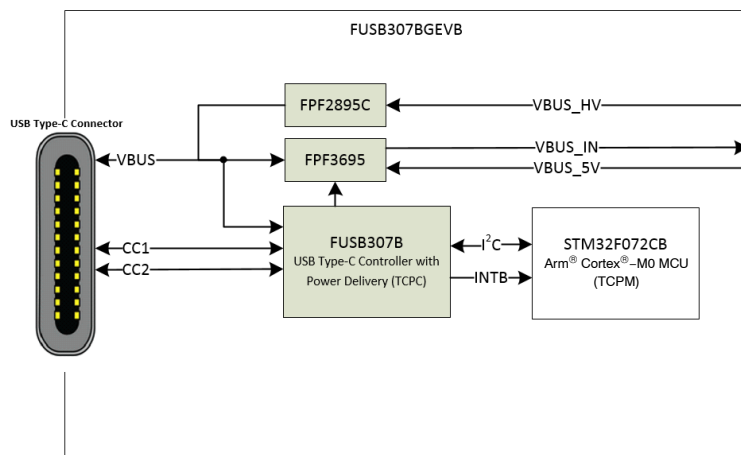 FUSB307BGEVB
FPF2895C
VBUS_HV
USB Type-C Connector
VBUS
FPF3695
VBUS_IN
VBUS_5V
FUSB307B
USB Type-C Controller with
Power Delivery (TCPC)
CC1
CC2
I²C
INTB
STM32F072CB
Arm® Cortex®–M0 MCU
(TCPM)